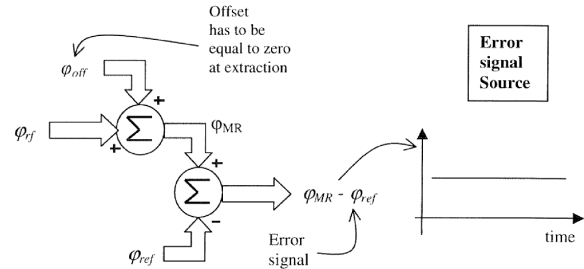 Offset
has to be
equal to zero
at extraction
φoff
+
φrf
+
Σ
φMR
+
Σ
-
φref
φMR - φref
Error
signal
Error
signal
Source
time